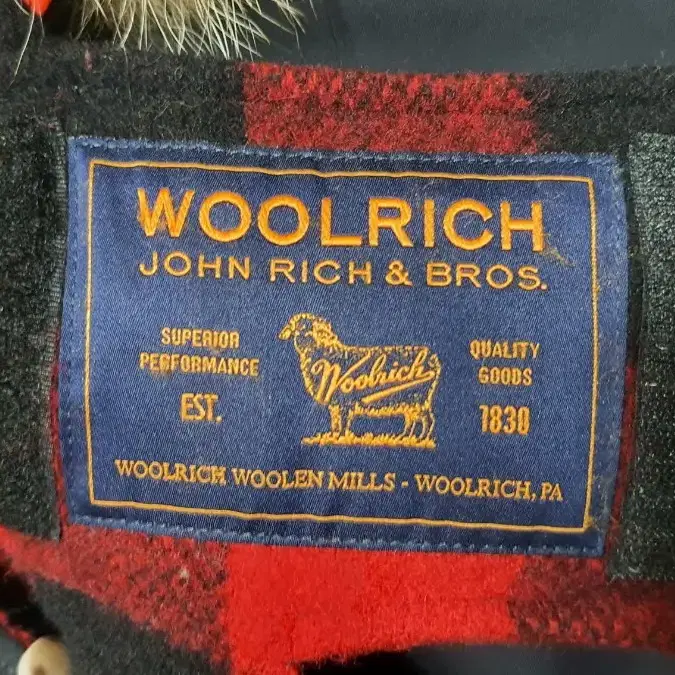 WOOLRICH
JOHN RICH & BROS.
SUPERIOR
PERFORMANCE
EST.
Woolrich
QUALITY
GOODS
1830
WOOLRICH WOOLEN MILLS - WOOLRICH, PA